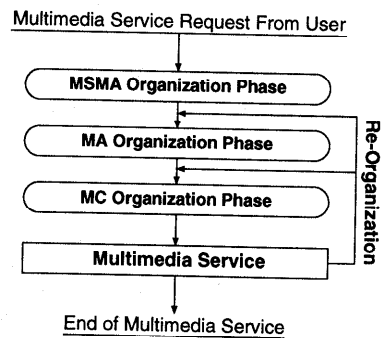 Multimedia Service Request From User
MSMA Organization Phase
MA Organization Phase
MC Organization Phase
Re-Organization
Multimedia Service
End of Multimedia Service